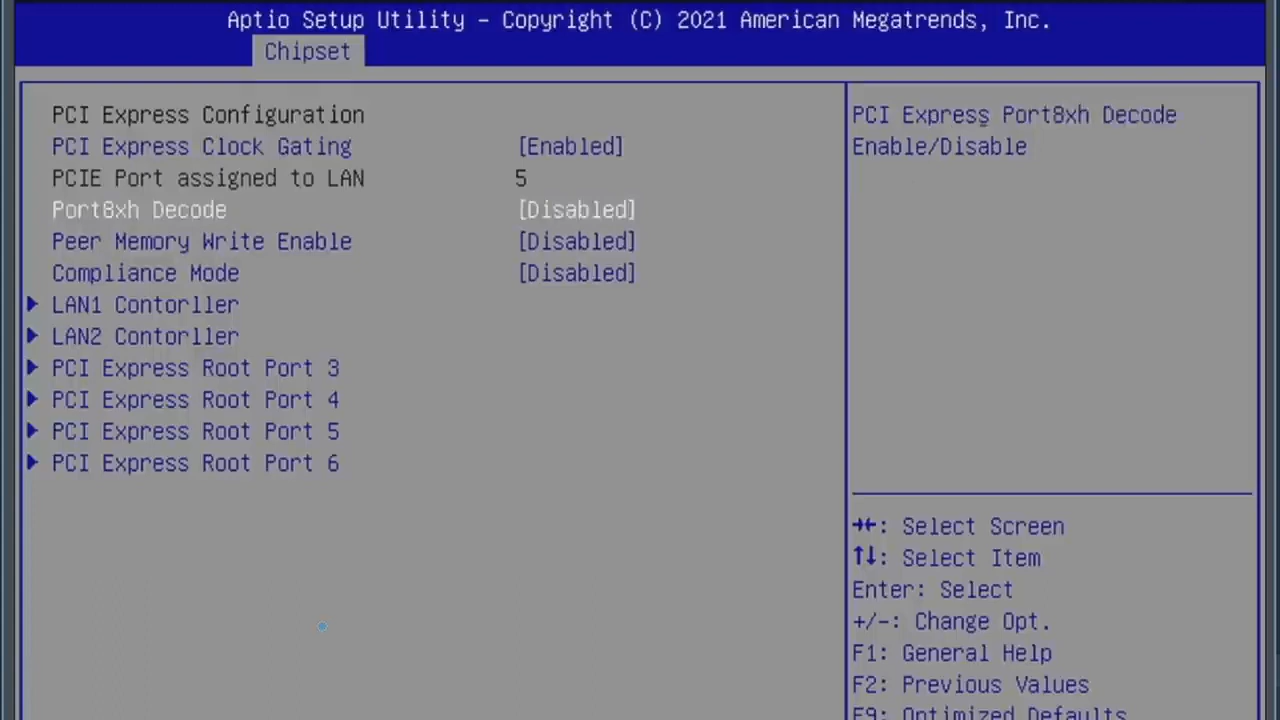 Aptio Setup Utility – Copyright (C) 2021 American Megatrends, Inc.
Chipset
PCI Express Configuration
PCI Express Clock Gating [Enabled]
PCIE Port assigned to LAN 5
Port8xh Decode [Disabled]
Peer Memory Write Enable [Disabled]
Compliance Mode [Disabled]
LAN1 Contorller
LAN2 Contorller
PCI Express Root Port 3
PCI Express Root Port 4
PCI Express Root Port 5
PCI Express Root Port 6
PCI Express Port8xh Decode
Enable/Disable
→←: Select Screen
↑↓: Select Item
Enter: Select
+/-: Change Opt.
F1: General Help
F2: Previous Values
F9: Optimized Defaults